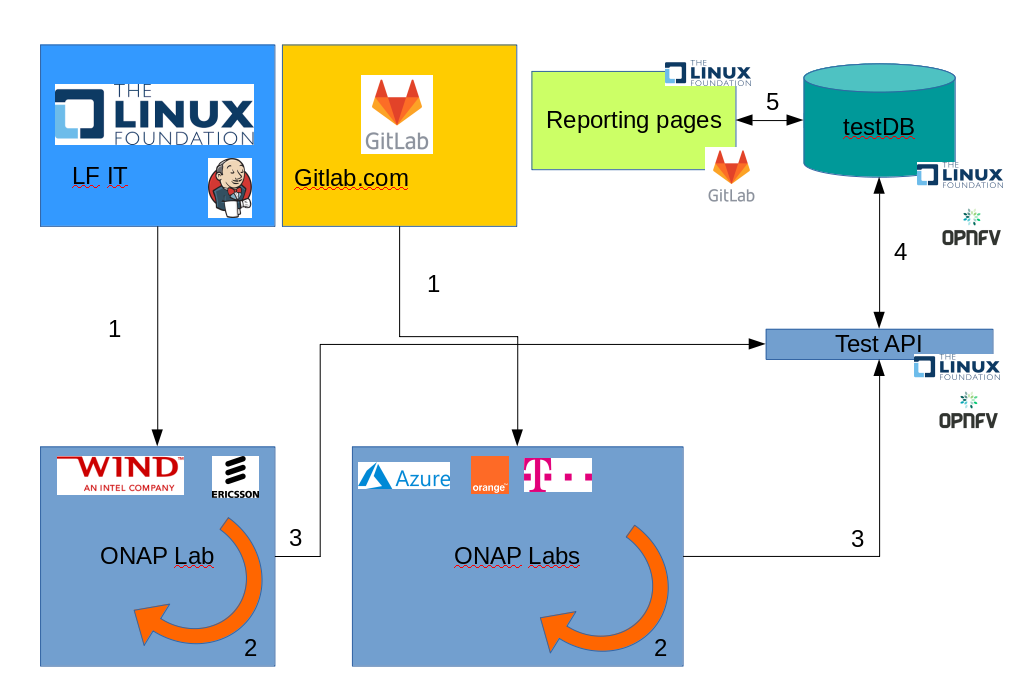 THE
LINUX
FOUNDATION
LF IT
GitLab
Gitlab.com
THE
LINUX
FOUNDATION
Reporting pages
GitLab
5
testDB
THE
LINUX
FOUNDATION
OPNFV
4
1
1
Test API
THE
LINUX
FOUNDATION
OPNFV
WIND
AN INTEL COMPANY
ERICSSON
ONAP Lab
2
3
Azure
orange™
T
ONAP Labs
2
3